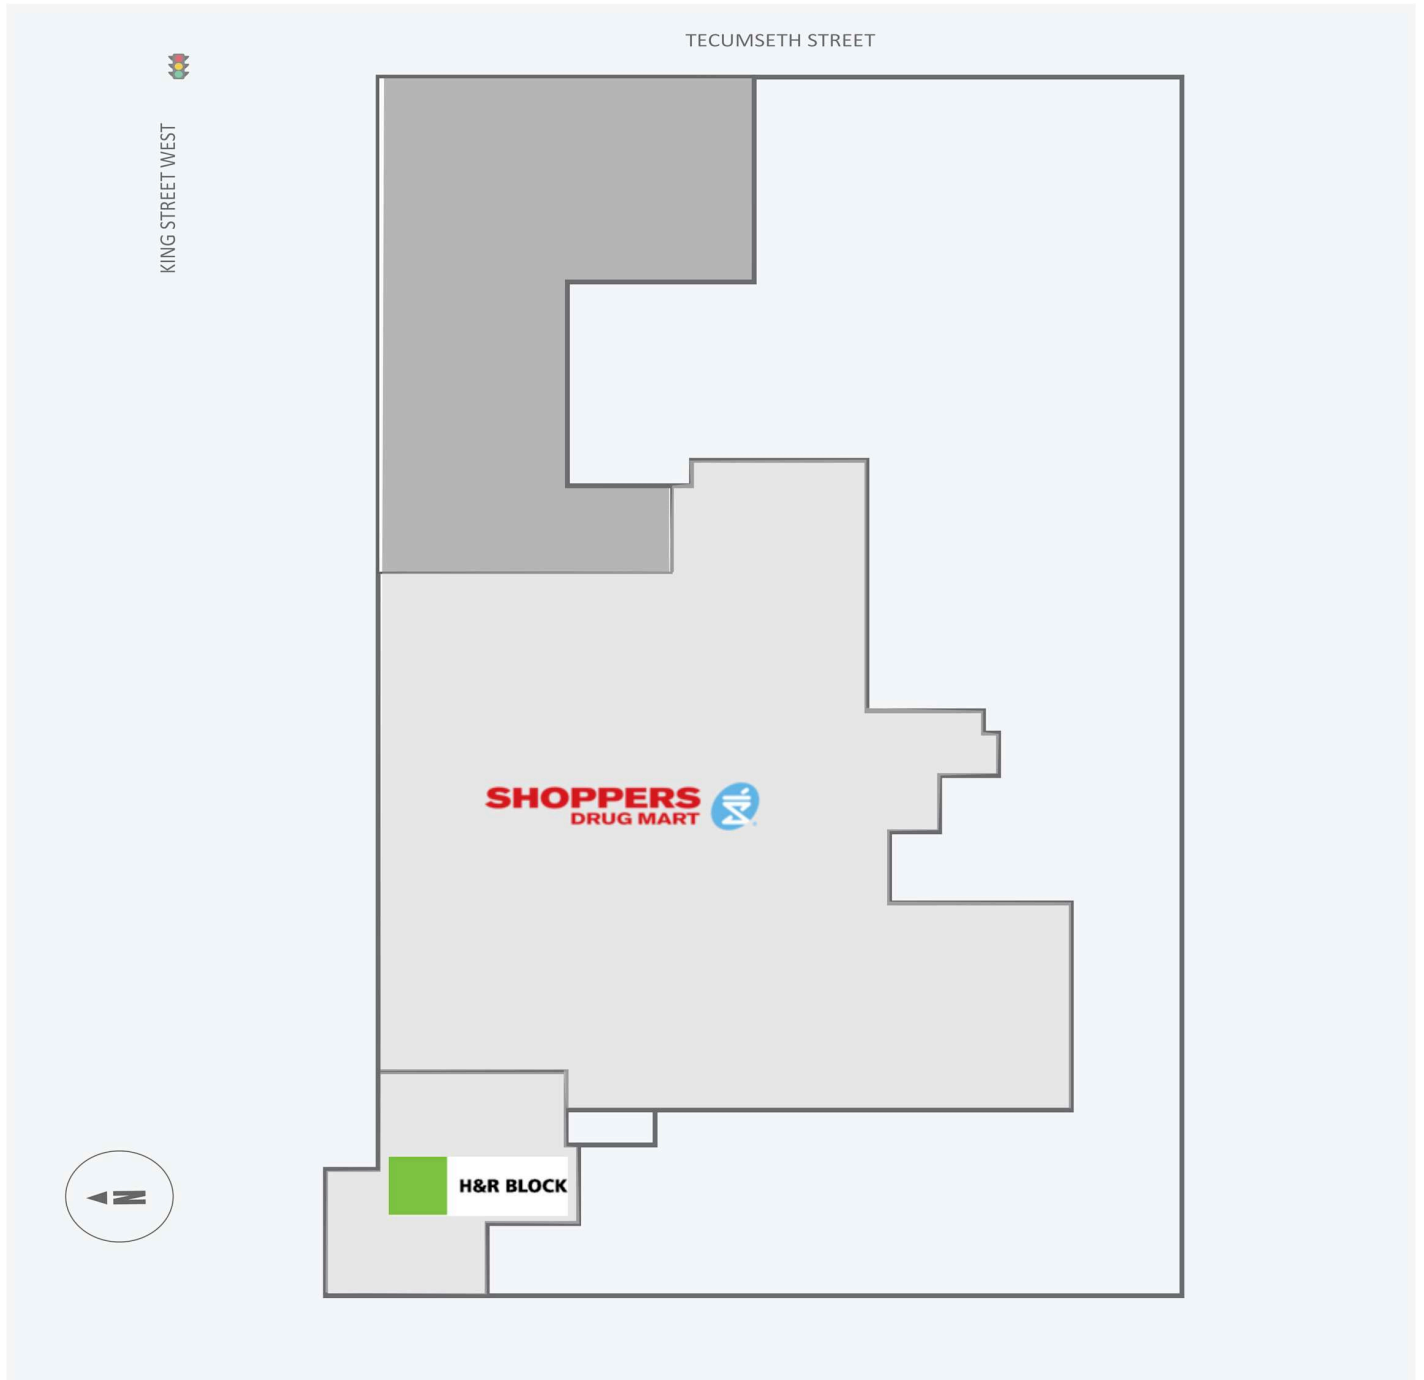 TECUMSETH STREET
KING STREET WEST
SHOPPERS
DRUG MART
H&R BLOCK
N